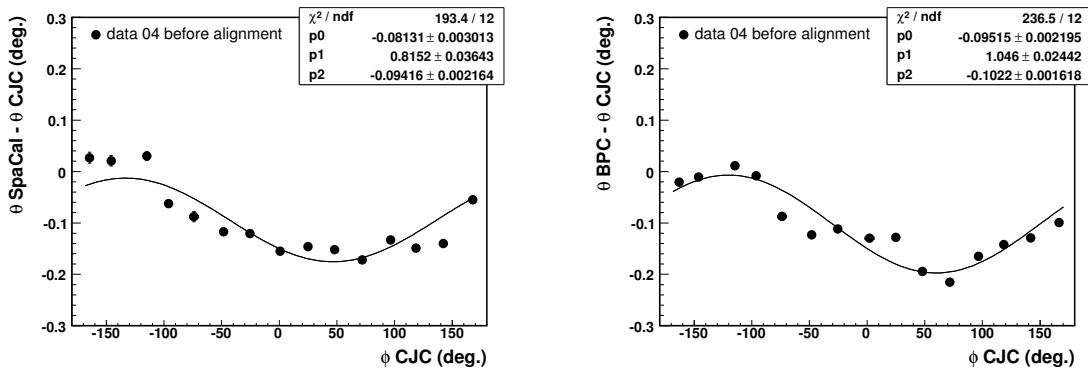 χ² / ndf 193.4 / 12
p0 -0.08131 ± 0.003013
p1 0.8152 ± 0.03643
p2 -0.09416 ± 0.002164
data 04 before alignment
θ SpaCal - θ CJC (deg.)
0.3
0.2
0.1
0
-0.1
-0.2
-0.3
-150 -100 -50 0 50 100 150
φ CJC (deg.)
χ² / ndf 236.5 / 12
p0 -0.09515 ± 0.002195
p1 1.046 ± 0.02442
p2 -0.1022 ± 0.001618
data 04 before alignment
θ BPC - θ CJC (deg.)
0.3
0.2
0.1
0
-0.1
-0.2
-0.3
-150 -100 -50 0 50 100 150
φ CJC (deg.)